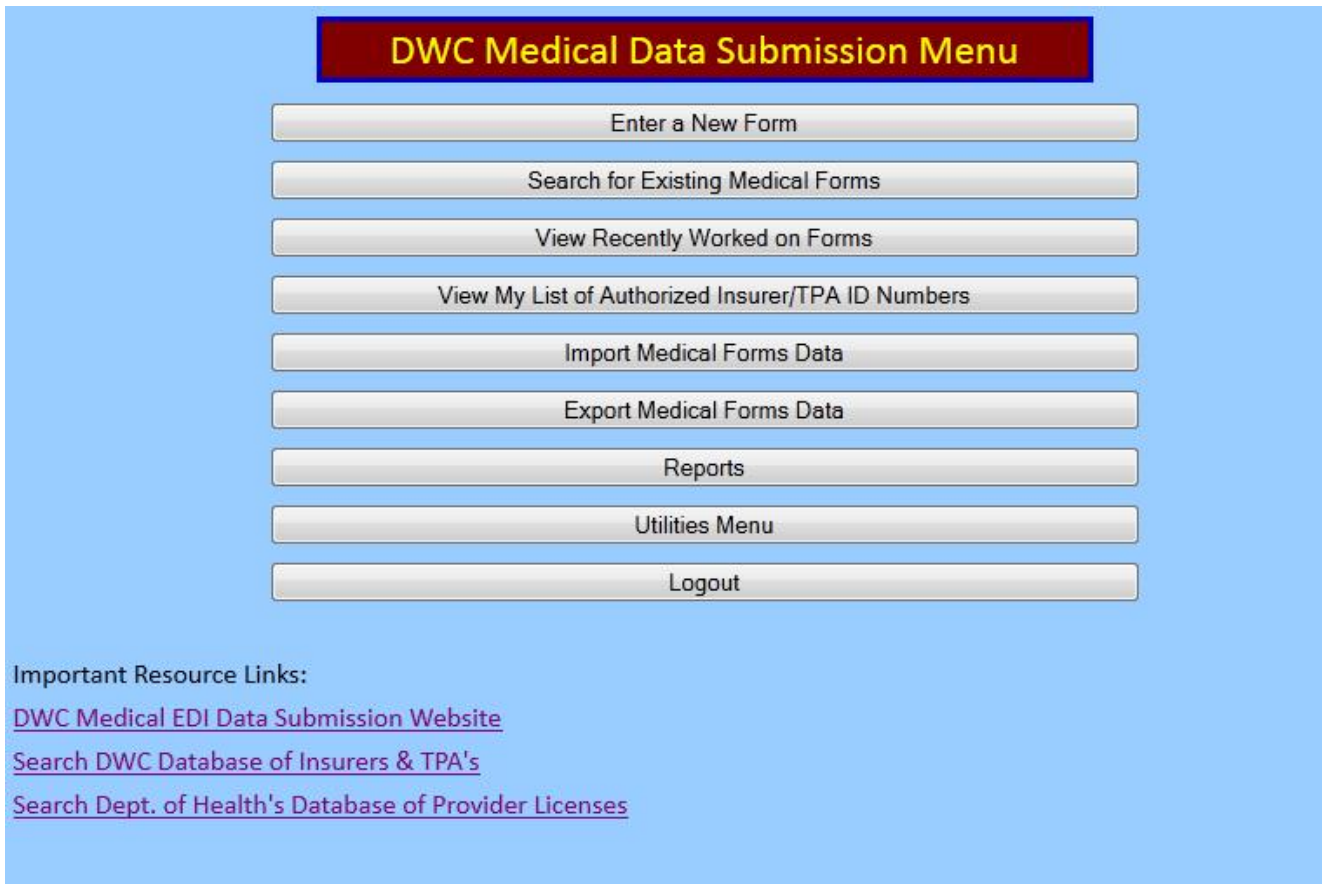 DWC Medical Data Submission Menu
Enter a New Form
Search for Existing Medical Forms
View Recently Worked on Forms
View My List of Authorized Insurer/TPA ID Numbers
Import Medical Forms Data
Export Medical Forms Data
Reports
Utilities Menu
Logout
Important Resource Links:
DWC Medical EDI Data Submission Website
Search DWC Database of Insurers & TPA's
Search Dept. of Health's Database of Provider Licenses